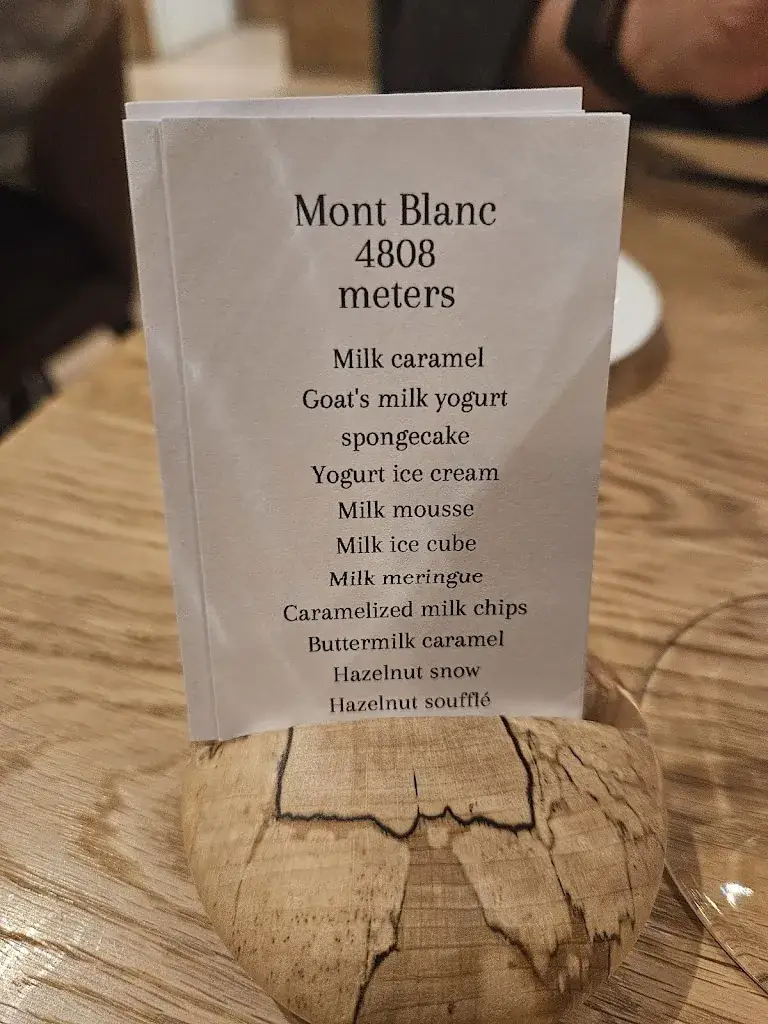 Mont Blanc
4808
meters
Milk caramel
Goat's milk yogurt
spongecake
Yogurt ice cream
Milk mousse
Milk ice cube
Milk meringue
Caramelized milk chips
Buttermilk caramel
Hazelnut snow
Hazelnut soufflé